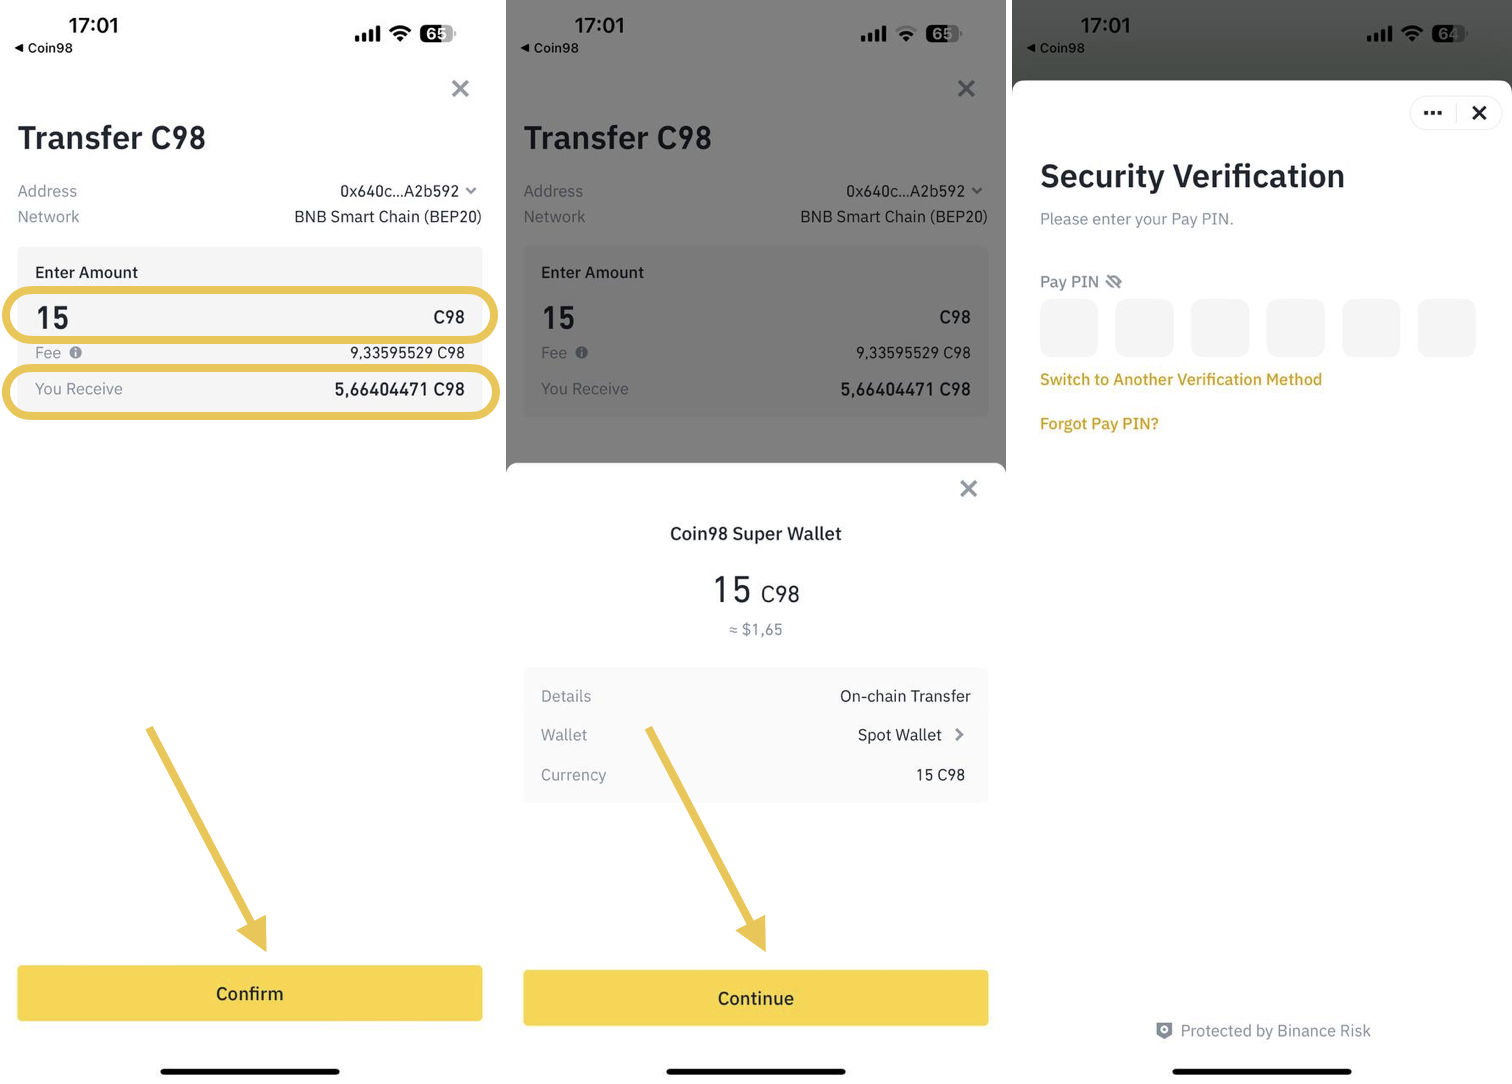 17:01
65
◄ Coin98
Transfer C98
Address 0x640c...A2b592
Network BNB Smart Chain (BEP20)
Enter Amount
15 C98
Fee 9,33595529 C98
You Receive 5,66404471 C98
Confirm
17:01
65
◄ Coin98
Transfer C98
Address 0x640c...A2b592
Network BNB Smart Chain (BEP20)
Enter Amount
15 C98
Fee 9,33595529 C98
You Receive 5,66404471 C98
Coin98 Super Wallet
15 C98
≈ $1,65
Details On-chain Transfer
Wallet Spot Wallet
Currency 15 C98
Continue
17:01
64
◄ Coin98
Security Verification
Please enter your Pay PIN.
Pay PIN
Switch to Another Verification Method
Forgot Pay PIN?
Protected by Binance Risk